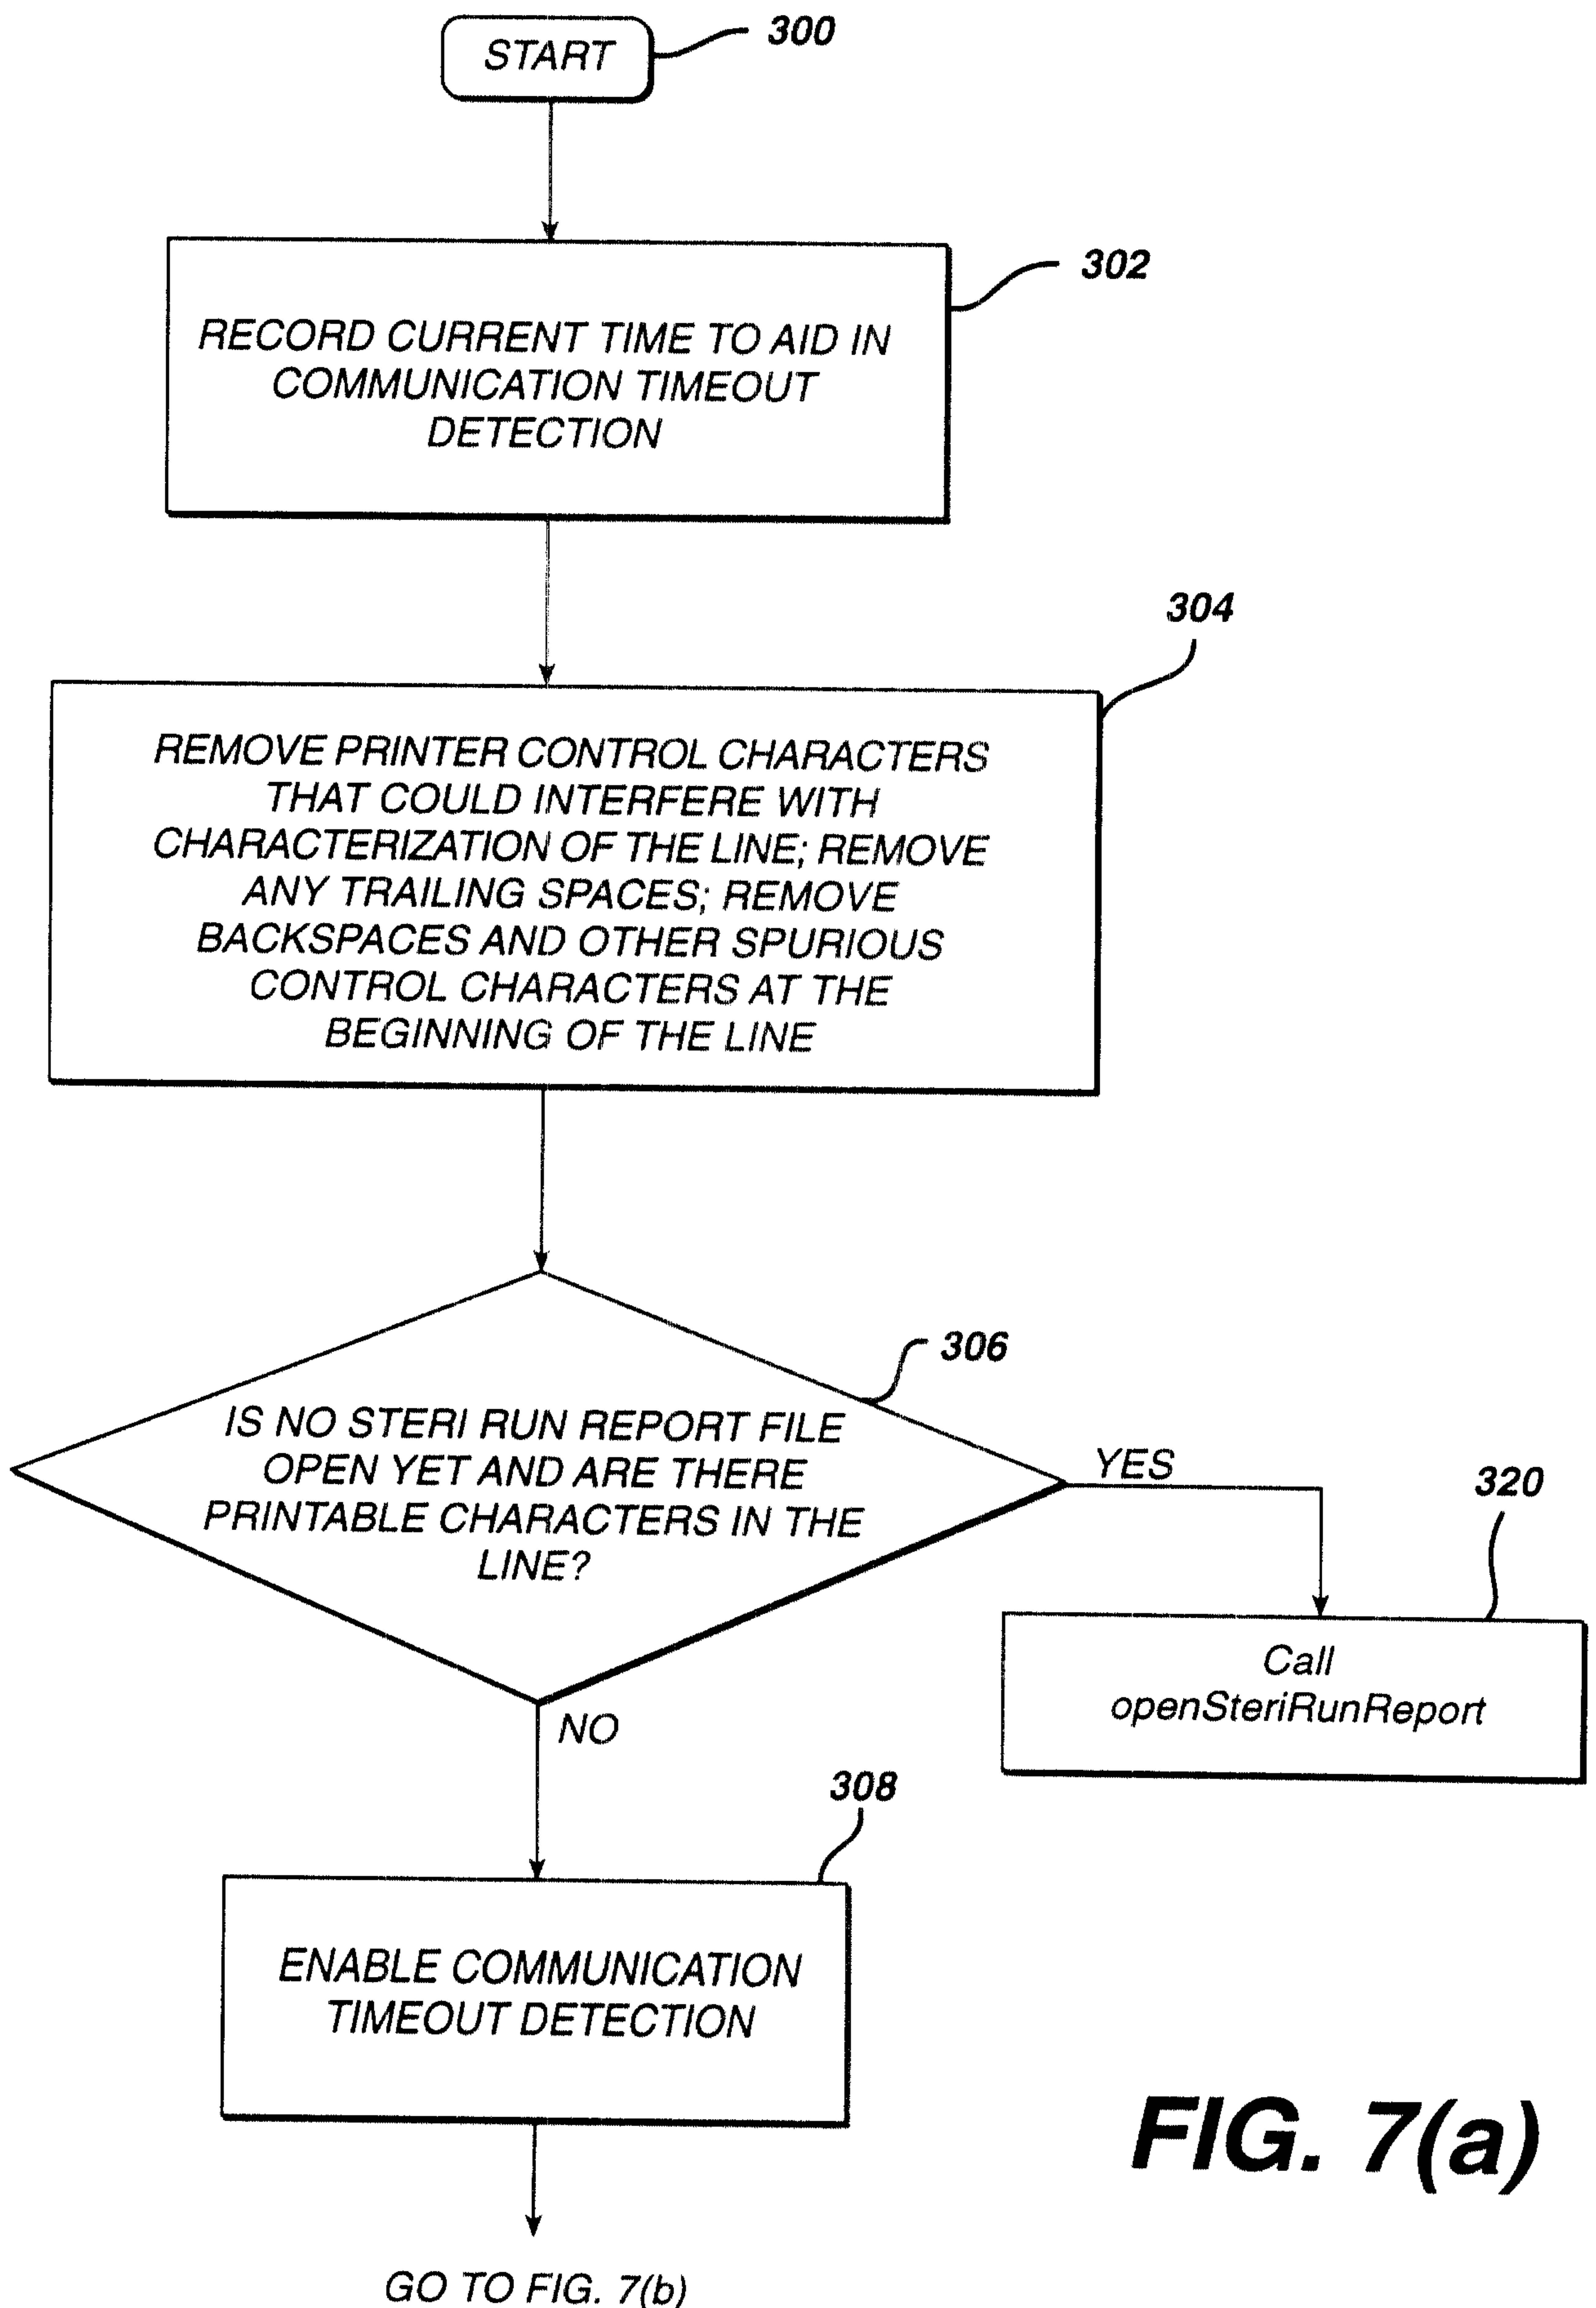 START
300
302
RECORD CURRENT TIME TO AID IN
COMMUNICATION TIMEOUT
DETECTION
304
REMOVE PRINTER CONTROL CHARACTERS
THAT COULD INTERFERE WITH
CHARACTERIZATION OF THE LINE; REMOVE
ANY TRAILING SPACES; REMOVE
BACKSPACES AND OTHER SPURIOUS
CONTROL CHARACTERS AT THE
BEGINNING OF THE LINE
306
IS NO STERI RUN REPORT FILE
OPEN YET AND ARE THERE
PRINTABLE CHARACTERS IN THE
LINE?
YES
320
Call
openSteriRunReport
NO
308
ENABLE COMMUNICATION
TIMEOUT DETECTION
FIG. 7(a)
GO TO FIG. 7(b)